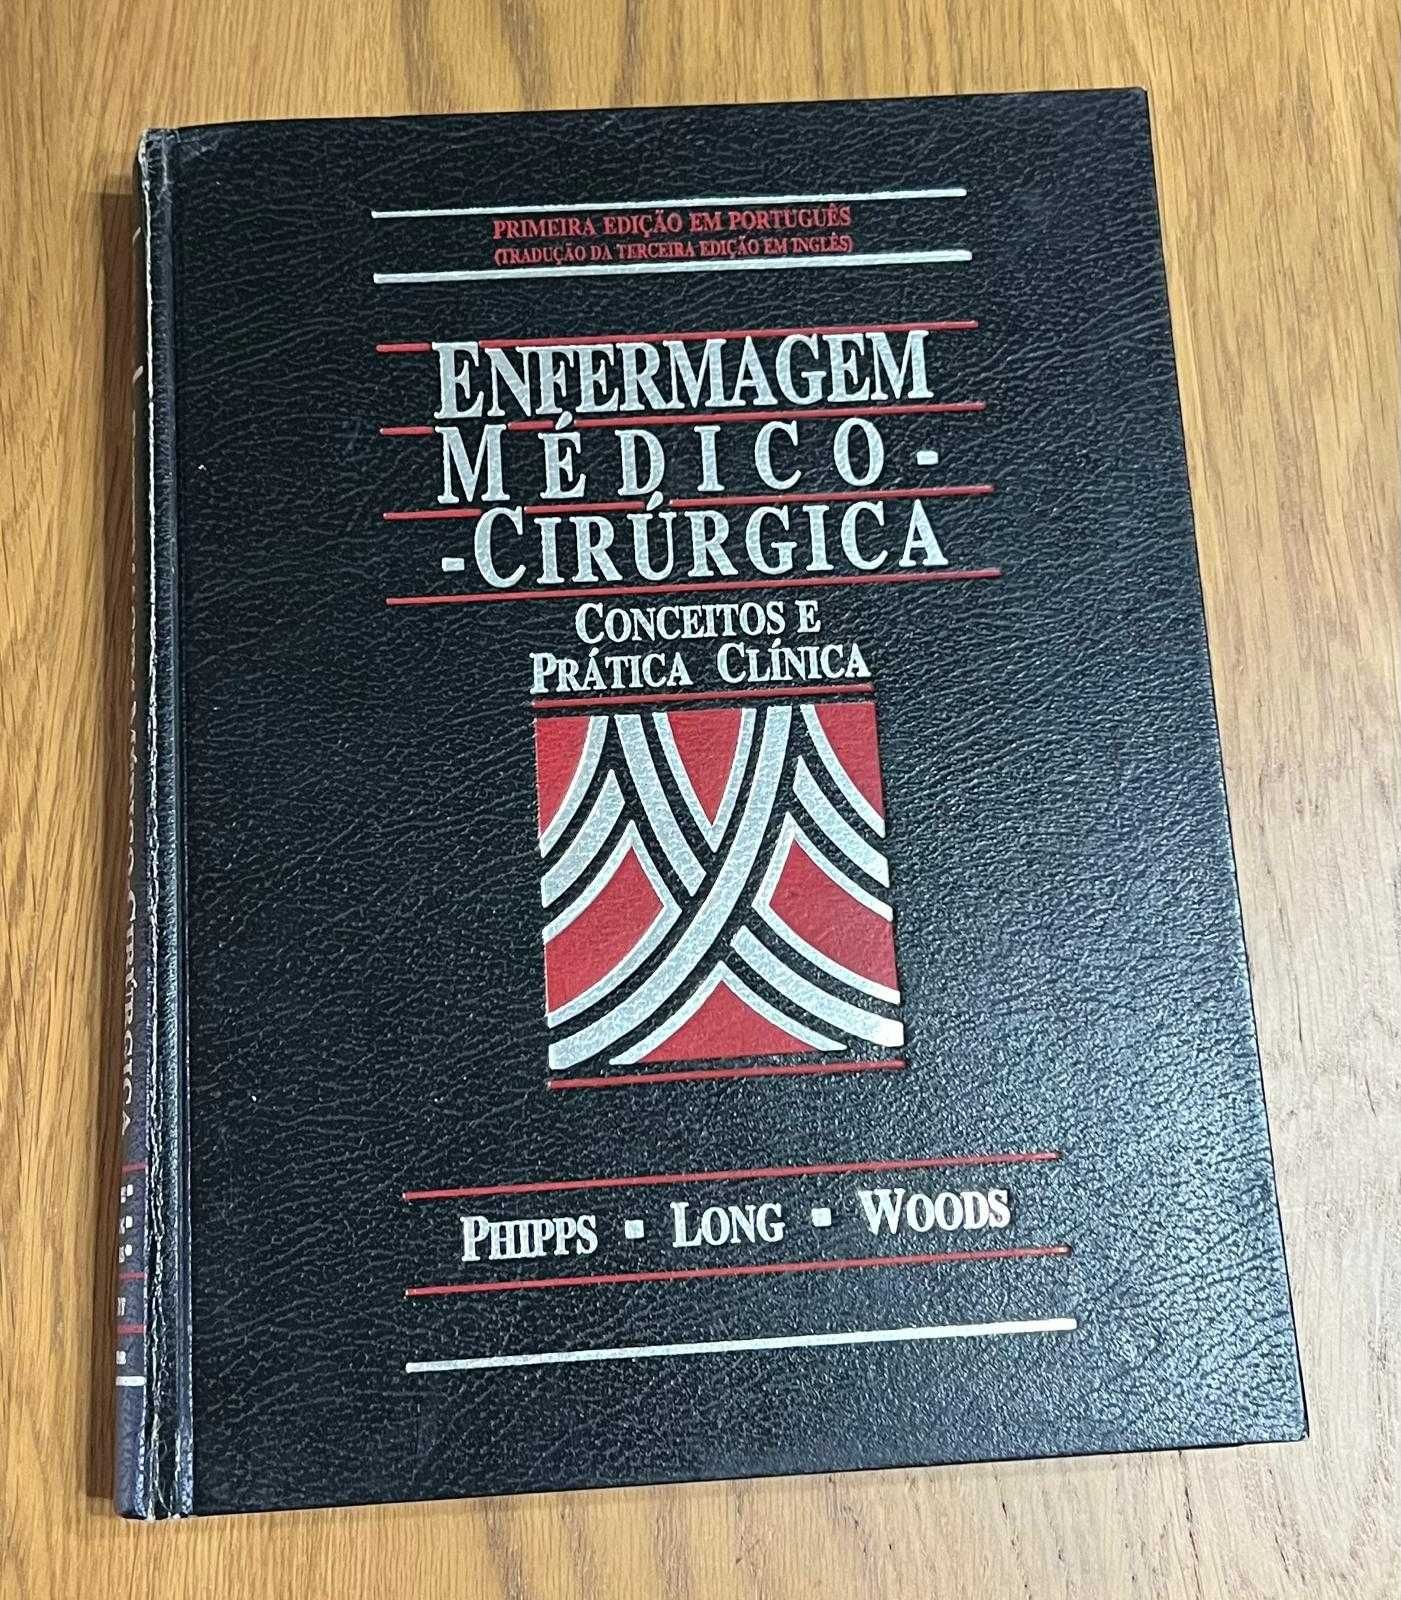 PRIMEIRA EDIÇÃO EM PORTUGUÊS
(TRADUÇÃO DA TERCEIRA EDIÇÃO EM INGLÊS)
ENFERMAGEM
MÉDICO-
-CIRÚRGICA
CONCEITOS E
PRÁTICA CLÍNICA
PHIPPS ▪ LONG ▪ WOODS